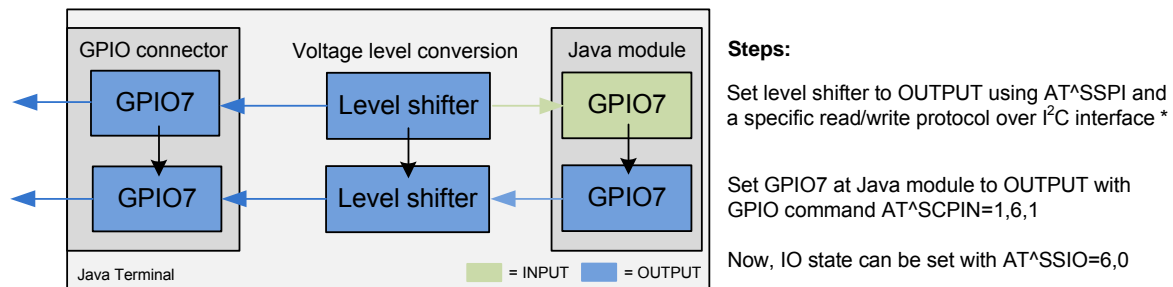 GPIO connector
Voltage level conversion
Java module
Steps:
GPIO7
Level shifter
GPIO7
Set level shifter to OUTPUT using AT^SSPI and
a specific read/write protocol over I²C interface *
GPIO7
Level shifter
GPIO7
Set GPIO7 at Java module to OUTPUT with
GPIO command AT^SCPIN=1,6,1
Now, IO state can be set with AT^SSIO=6,0
Java Terminal
= INPUT
= OUTPUT